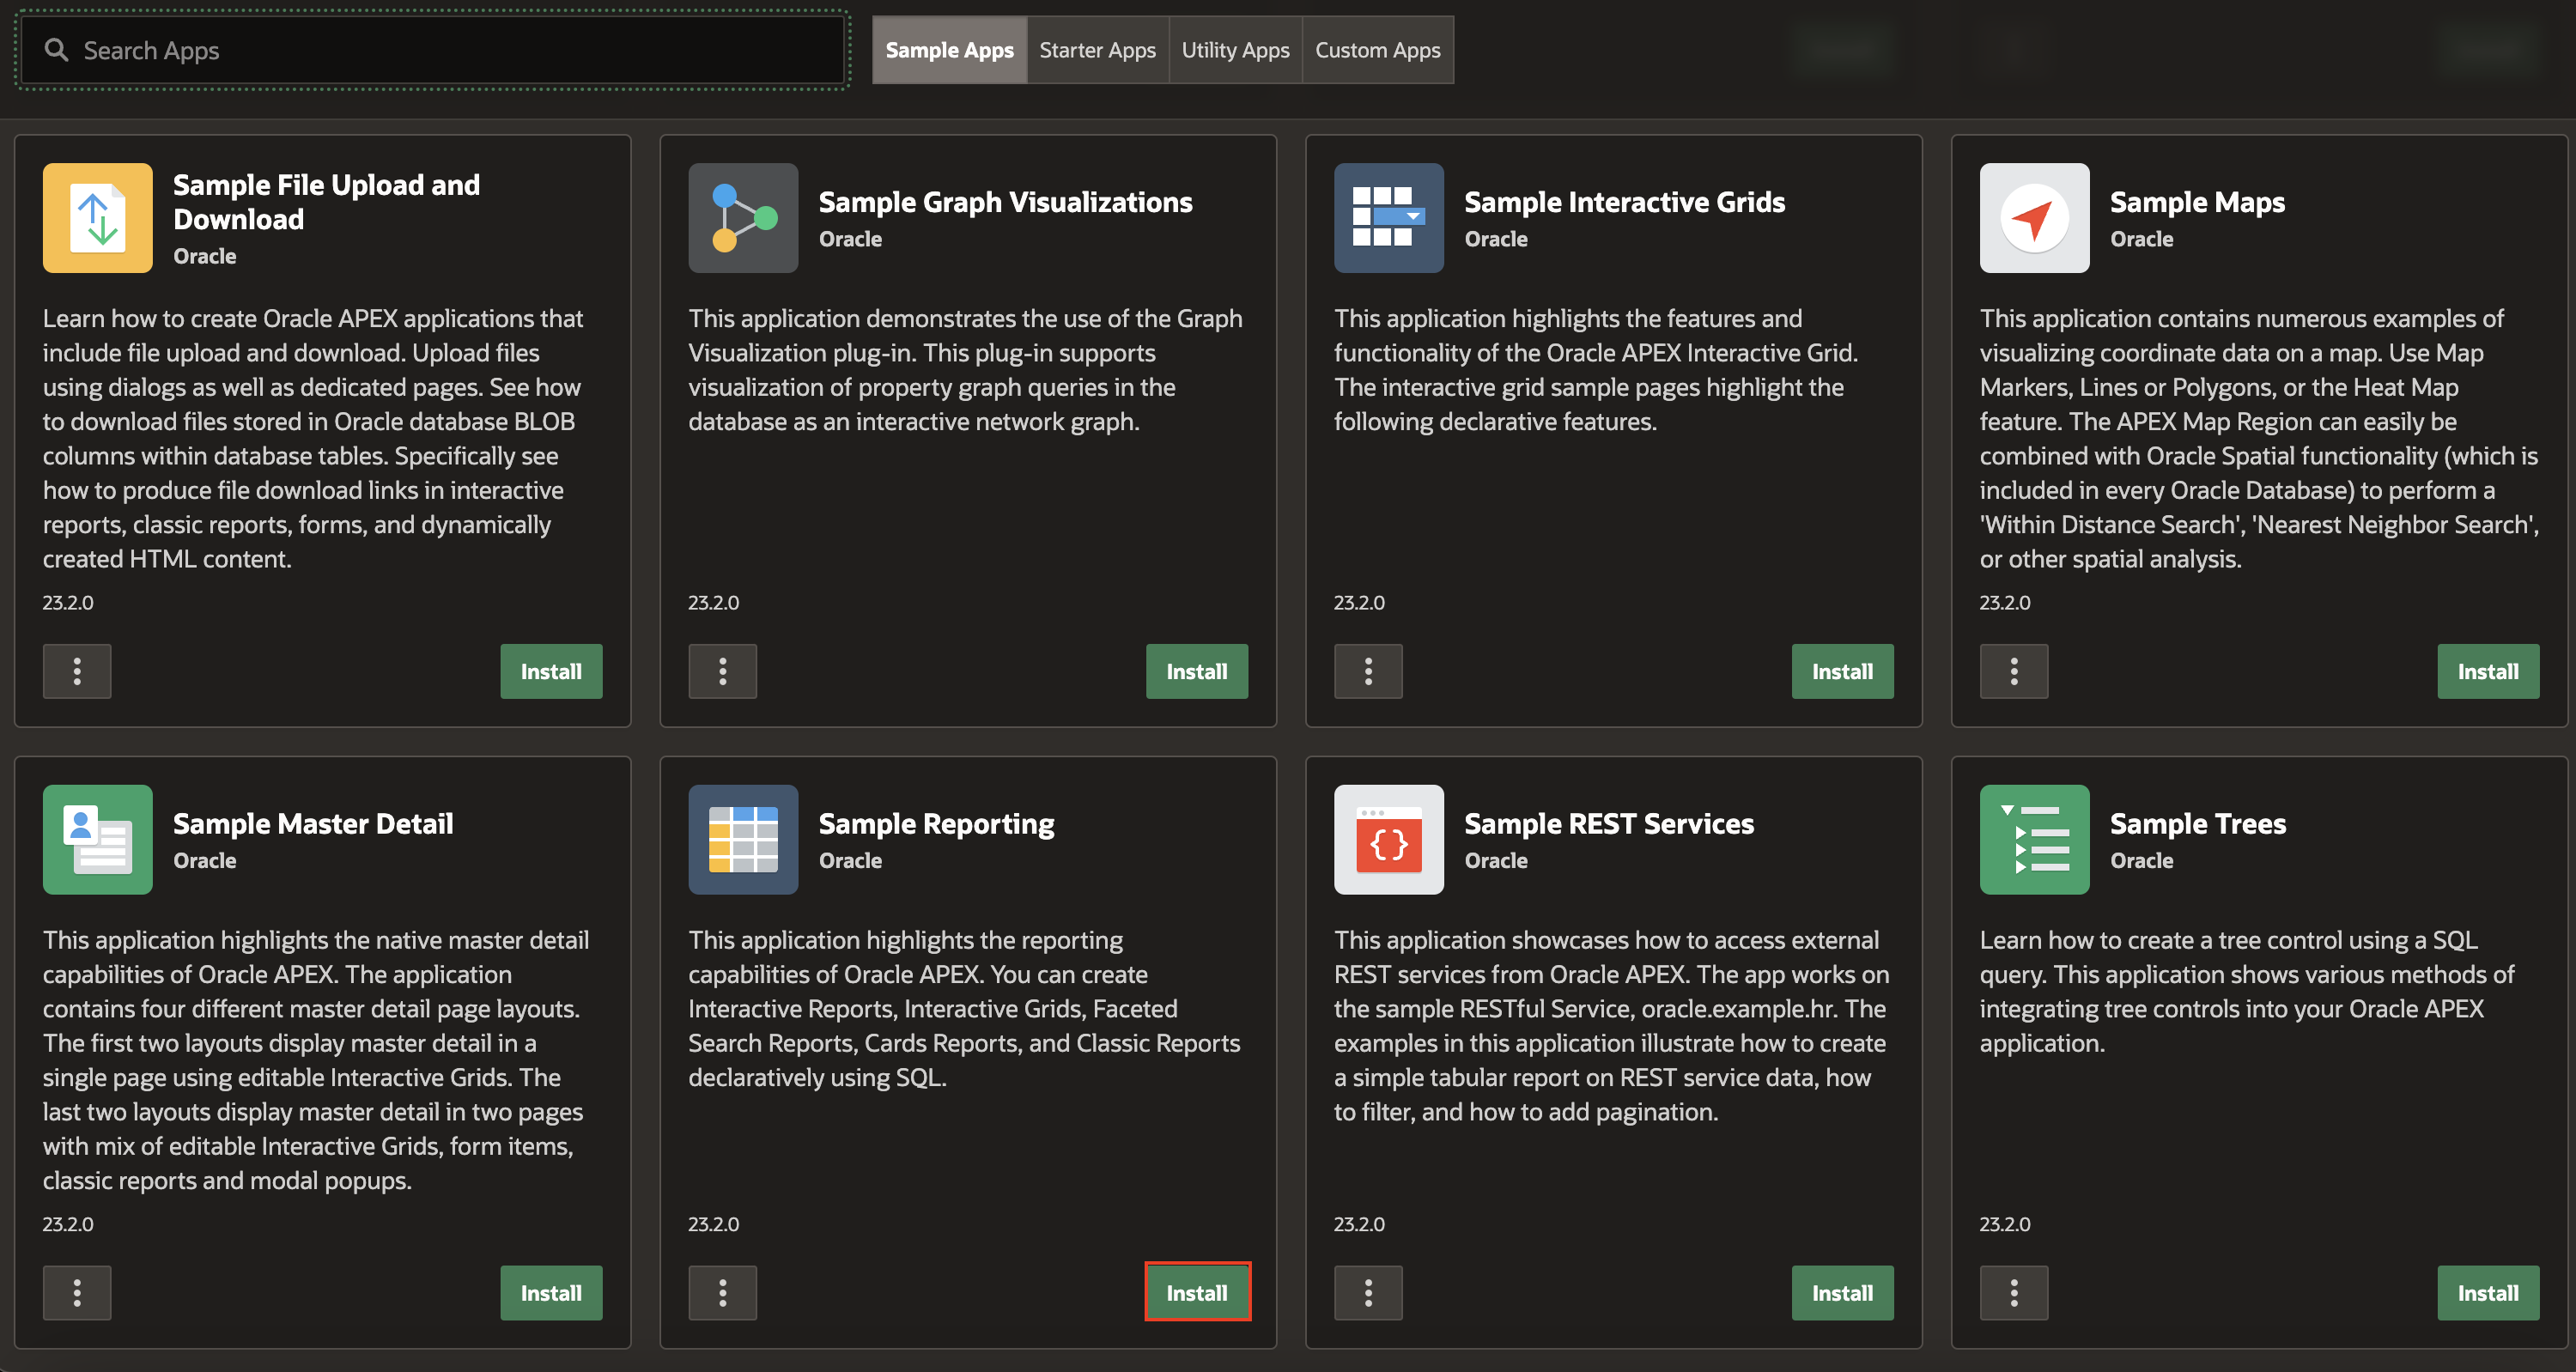 Search Apps
Sample Apps
Starter Apps
Utility Apps
Custom Apps
Sample File Upload and
Download
Oracle
Learn how to create Oracle APEX applications that
include file upload and download. Upload files
using dialogs as well as dedicated pages. See how
to download files stored in Oracle database BLOB
columns within database tables. Specifically see
how to produce file download links in interactive
reports, classic reports, forms, and dynamically
created HTML content.
23.2.0
Install
Sample Graph Visualizations
Oracle
This application demonstrates the use of the Graph
Visualization plug-in. This plug-in supports
visualization of property graph queries in the
database as an interactive network graph.
23.2.0
Install
Sample Interactive Grids
Oracle
This application highlights the features and
functionality of the Oracle APEX Interactive Grid.
The interactive grid sample pages highlight the
following declarative features.
23.2.0
Install
Sample Maps
Oracle
This application contains numerous examples of
visualizing coordinate data on a map. Use Map
Markers, Lines or Polygons, or the Heat Map
feature. The APEX Map Region can easily be
combined with Oracle Spatial functionality (which is
included in every Oracle Database) to perform a
'Within Distance Search', 'Nearest Neighbor Search',
or other spatial analysis.
23.2.0
Install
Sample Master Detail
Oracle
This application highlights the native master detail
capabilities of Oracle APEX. The application
contains four different master detail page layouts.
The first two layouts display master detail in a
single page using editable Interactive Grids. The
last two layouts display master detail in two pages
with mix of editable Interactive Grids, form items,
classic reports and modal popups.
23.2.0
Install
Sample Reporting
Oracle
This application highlights the reporting
capabilities of Oracle APEX. You can create
Interactive Reports, Interactive Grids, Faceted
Search Reports, Cards Reports, and Classic Reports
declaratively using SQL.
23.2.0
Install
Sample REST Services
Oracle
This application showcases how to access external
REST services from Oracle APEX. The app works on
the sample RESTful Service, oracle.example.hr. The
examples in this application illustrate how to create
a simple tabular report on REST service data, how
to filter, and how to add pagination.
23.2.0
Install
Sample Trees
Oracle
Learn how to create a tree control using a SQL
query. This application shows various methods of
integrating tree controls into your Oracle APEX
application.
23.2.0
Install